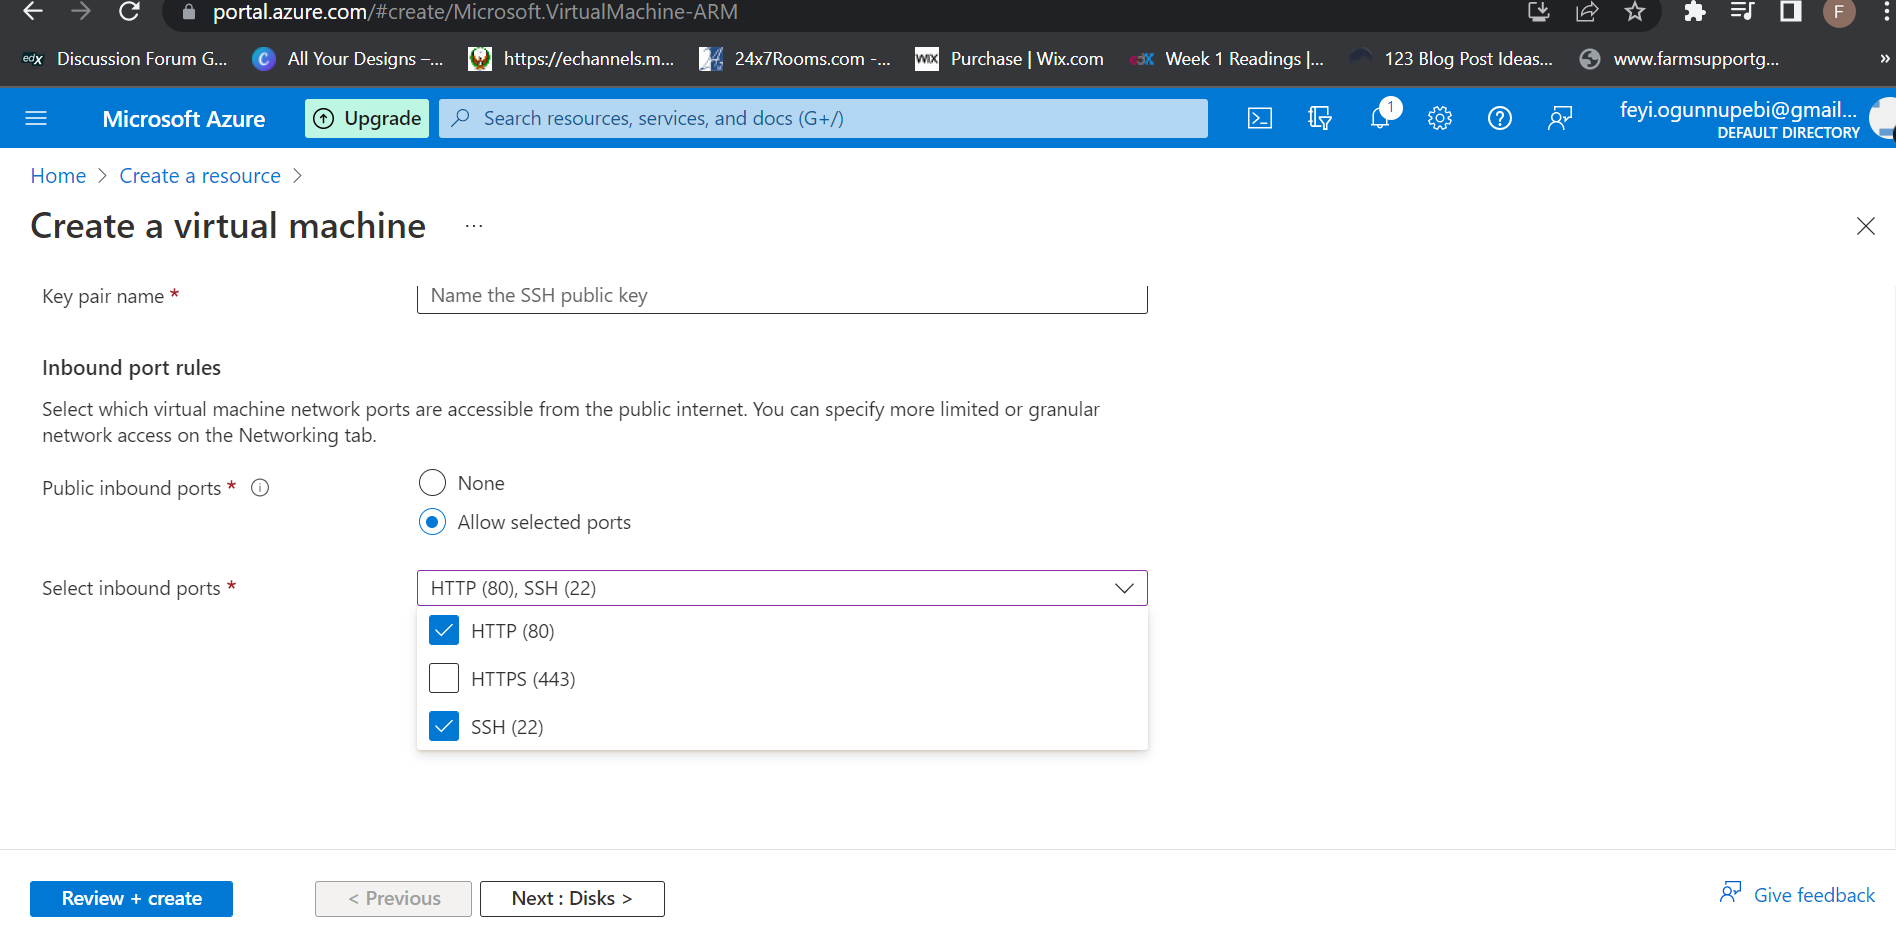 portal.azure.com/#create/Microsoft.VirtualMachine-ARM
F
edX Discussion Forum G... C All Your Designs –... https://echannels.m... 24x7Rooms.com -... WIX Purchase | Wix.com edX Week 1 Readings |... 123 Blog Post Ideas... www.farmsupportg... »
Microsoft Azure Upgrade Search resources, services, and docs (G+/) 1 feyi.ogunnupebi@gmail...
DEFAULT DIRECTORY
Home > Create a resource >
Create a virtual machine ...
Key pair name * Name the SSH public key
Inbound port rules
Select which virtual machine network ports are accessible from the public internet. You can specify more limited or granular
network access on the Networking tab.
Public inbound ports * None
Allow selected ports
Select inbound ports * HTTP (80), SSH (22)
HTTP (80)
HTTPS (443)
SSH (22)
Review + create < Previous Next : Disks > Give feedback